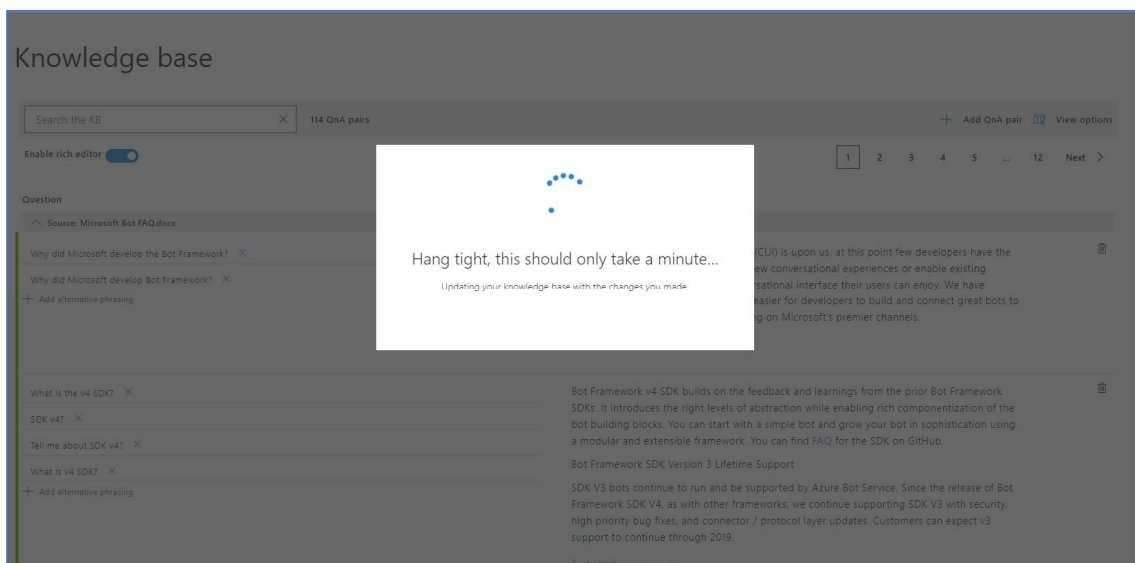 Knowledge base
Search the KB
114 QnA pairs
Add QnA pair
View options
Enable rich editor
1 2 3 4 5 ... 12 Next
Question
Source: Microsoft Bot FAQ.docx
Why did Microsoft develop the Bot Framework?
Why did Microsoft develop Bot Framework?
Add alternative phrasing
(CUI) is upon us, at this point few developers have the
ew conversational experiences or enable existing
rsational interface their users can enjoy. We have
easier for developers to build and connect great bots to
g on Microsoft's premier channels.
Hang tight, this should only take a minute...
Updating your knowledge base with the changes you made
What is the v4 SDK?
SDK v4?
Tell me about SDK v4?
What is v4 SDK?
Add alternative phrasing
Bot Framework v4 SDK builds on the feedback and learnings from the prior Bot Framework
SDKs. It introduces the right levels of abstraction while enabling rich componentization of the
bot building blocks. You can start with a simple bot and grow your bot in sophistication using
a modular and extensible framework. You can find FAQ for the SDK on GitHub.
Bot Framework SDK Version 3 Lifetime Support
SDK V3 bots continue to run and be supported by Azure Bot Service. Since the release of Bot
Framework SDK V4, as with other frameworks, we continue supporting SDK V3 with security,
high priority bug fixes, and connector / protocol layer updates. Customers can expect v3
support to continue through 2019.